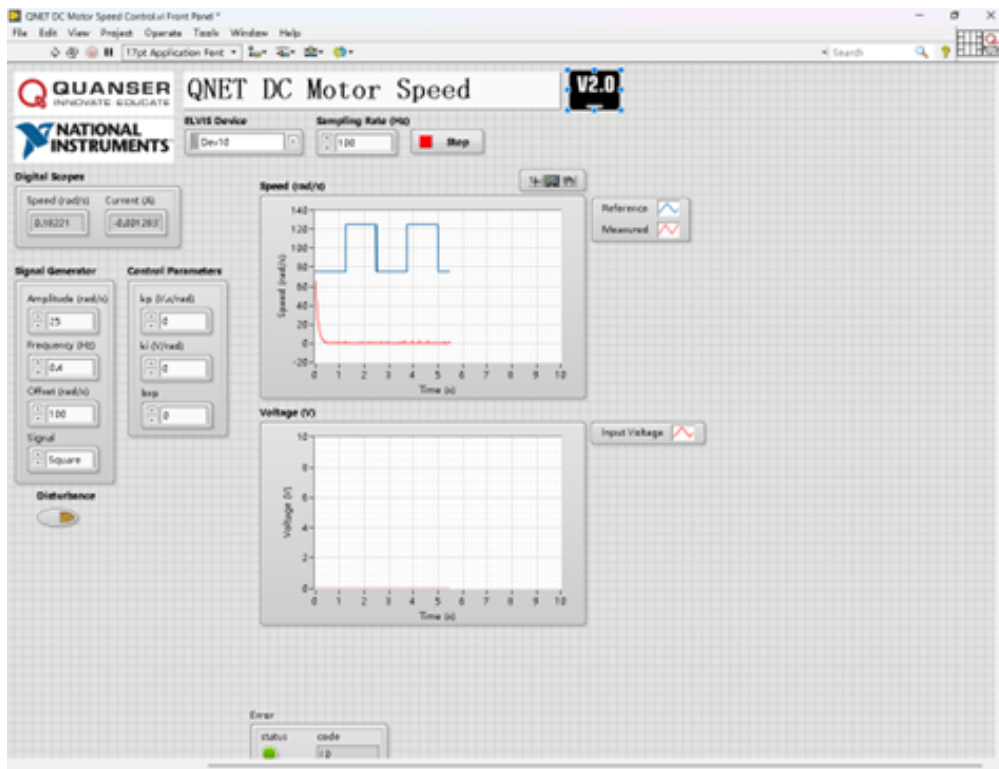 QNET DC Motor Speed Control.vi Front Panel *
File Edit View Project Operate Tools Window Help
17pt Application Font
Search
QUANSER
INNOVATE·EDUCATE
QNET DC Motor Speed
V2.0
NATIONAL
INSTRUMENTS
ELVIS Device
Dev10
Sampling Rate (Hz)
100
Stop
Digital Scopes
Speed (rad/s) Current (A)
0.18221
Signal Generator
Amplitude (rad/s)
25
Frequency (Hz)
0.4
Offset (rad/s)
100
Signal
Square
Disturbance
Control Parameters
kp (V.s/rad)
0
ki (V/rad)
0
bsp
0
Speed (rad/s)
Speed (rad/s)
140
120
100
80
60
40
20
0
-20
0 1 2 3 4 5 6 7 8 9 10
Time (s)
Reference
Measured
Voltage (V)
Voltage (V)
10
8
6
4
2
0
0 1 2 3 4 5 6 7 8 9 10
Time (s)
Input Voltage
Error
status code